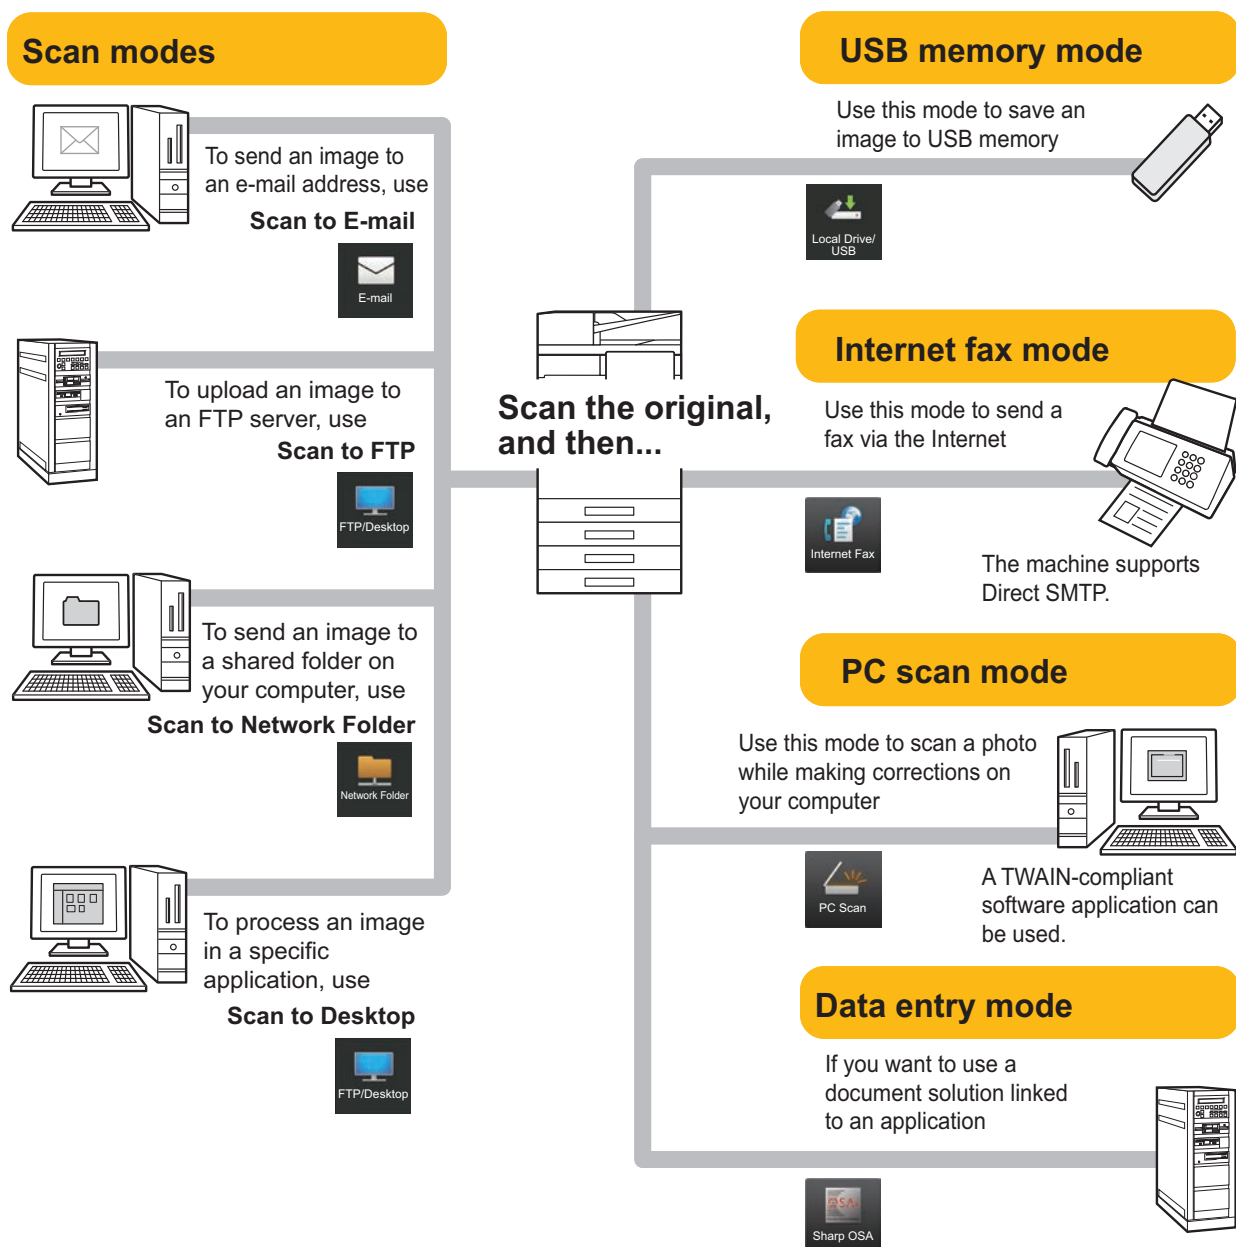 Scan modes
To send an image to
an e-mail address, use
Scan to E-mail
E-mail
To upload an image to
an FTP server, use
Scan to FTP
FTP/Desktop
To send an image to
a shared folder on
your computer, use
Scan to Network Folder
Network Folder
To process an image
in a specific
application, use
Scan to Desktop
FTP/Desktop
Scan the original,
and then...
USB memory mode
Use this mode to save an
image to USB memory
Local Drive/
USB
Internet fax mode
Use this mode to send a
fax via the Internet
Internet Fax
The machine supports
Direct SMTP.
PC scan mode
Use this mode to scan a photo
while making corrections on
your computer
PC Scan
A TWAIN-compliant
software application can
be used.
Data entry mode
If you want to use a
document solution linked
to an application
OSA
Sharp OSA